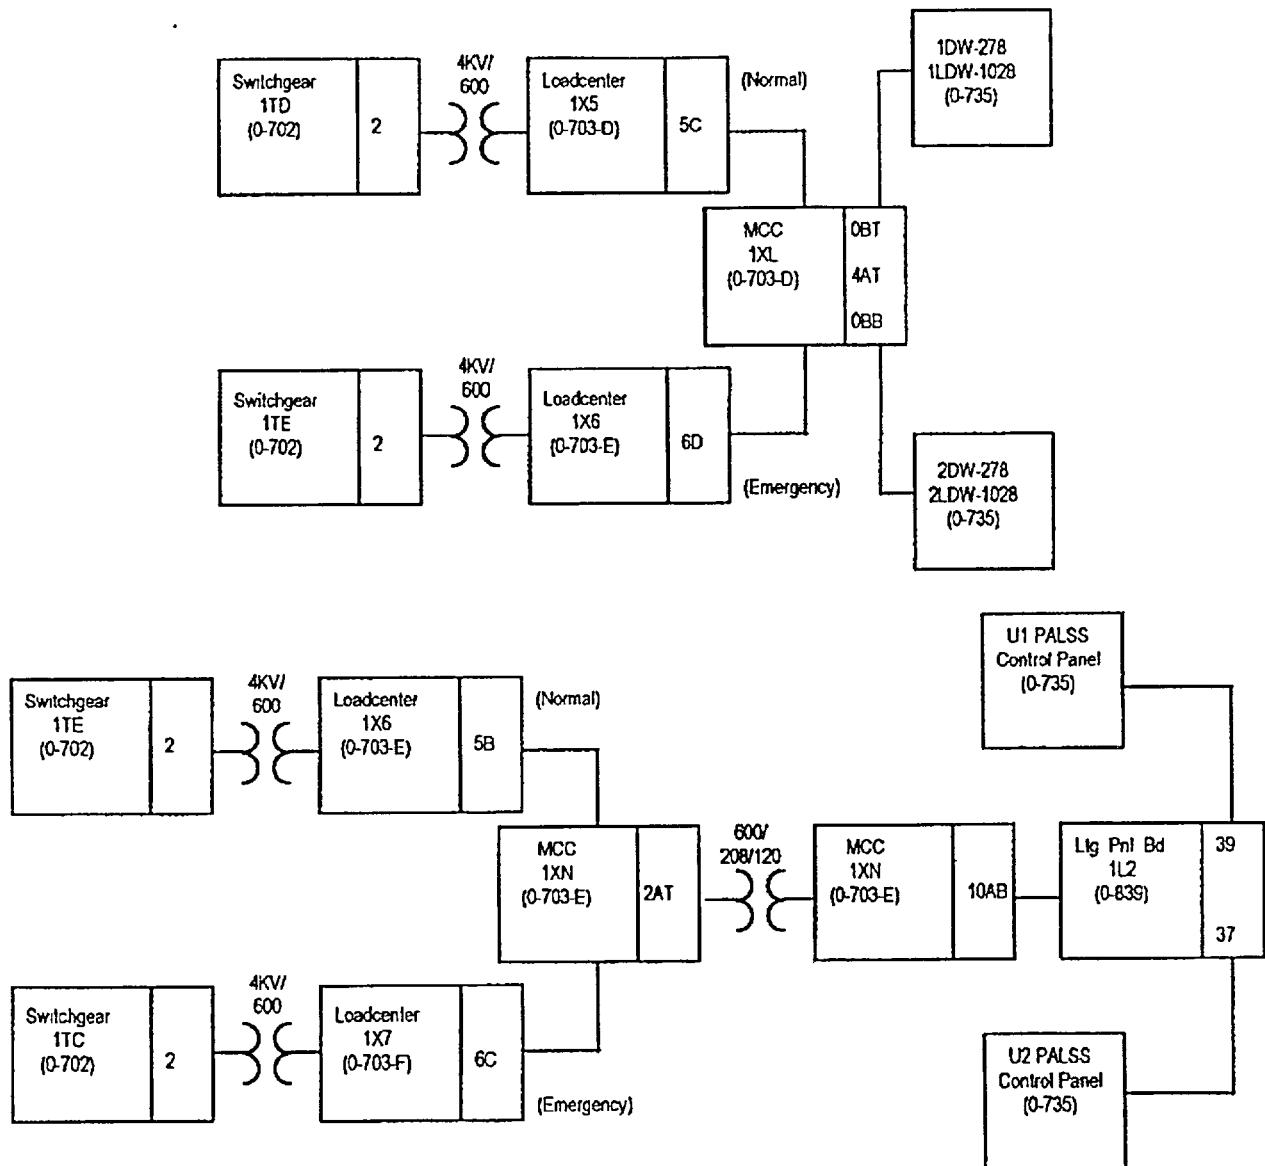 Switchgear
1TD
(0-702)
2
4KV/
600
Loadcenter
1X5
(0-703-D)
5C
(Normal)
1DW-278
1LDW-1028
(0-735)
MCC
1XL
(0-703-D)
0BT
4AT
0BB
Switchgear
1TE
(0-702)
2
4KV/
600
Loadcenter
1X6
(0-703-E)
6D
(Emergency)
2DW-278
2LDW-1028
(0-735)
U1 PALSS
Control Panel
(0-735)
Switchgear
1TE
(0-702)
2
4KV/
600
Loadcenter
1X6
(0-703-E)
5B
(Normal)
MCC
1XN
(0-703-E)
2AT
600/
208/120
MCC
1XN
(0-703-E)
10AB
Ltg Pnl Bd
1L2
(0-839)
39
37
Switchgear
1TC
(0-702)
2
4KV/
600
Loadcenter
1X7
(0-703-F)
6C
(Emergency)
U2 PALSS
Control Panel
(0-735)